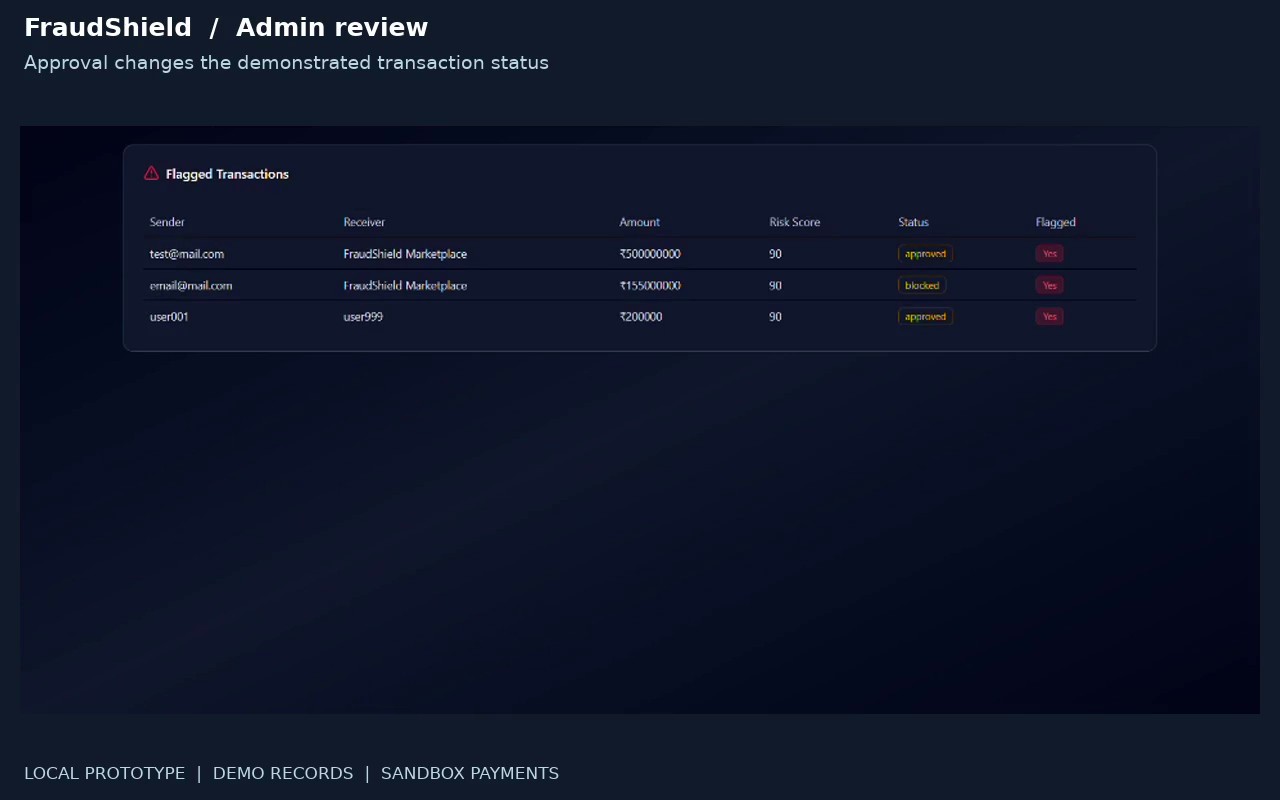 FraudShield / Admin review
Approval changes the demonstrated transaction status
Flagged Transactions
Sender Receiver Amount Risk Score Status Flagged
test@mail.com FraudShield Marketplace ₹500000000 90 approved Yes
email@mail.com FraudShield Marketplace ₹155000000 90 blocked Yes
user001 user999 ₹200000 90 approved Yes
LOCAL PROTOTYPE | DEMO RECORDS | SANDBOX PAYMENTS